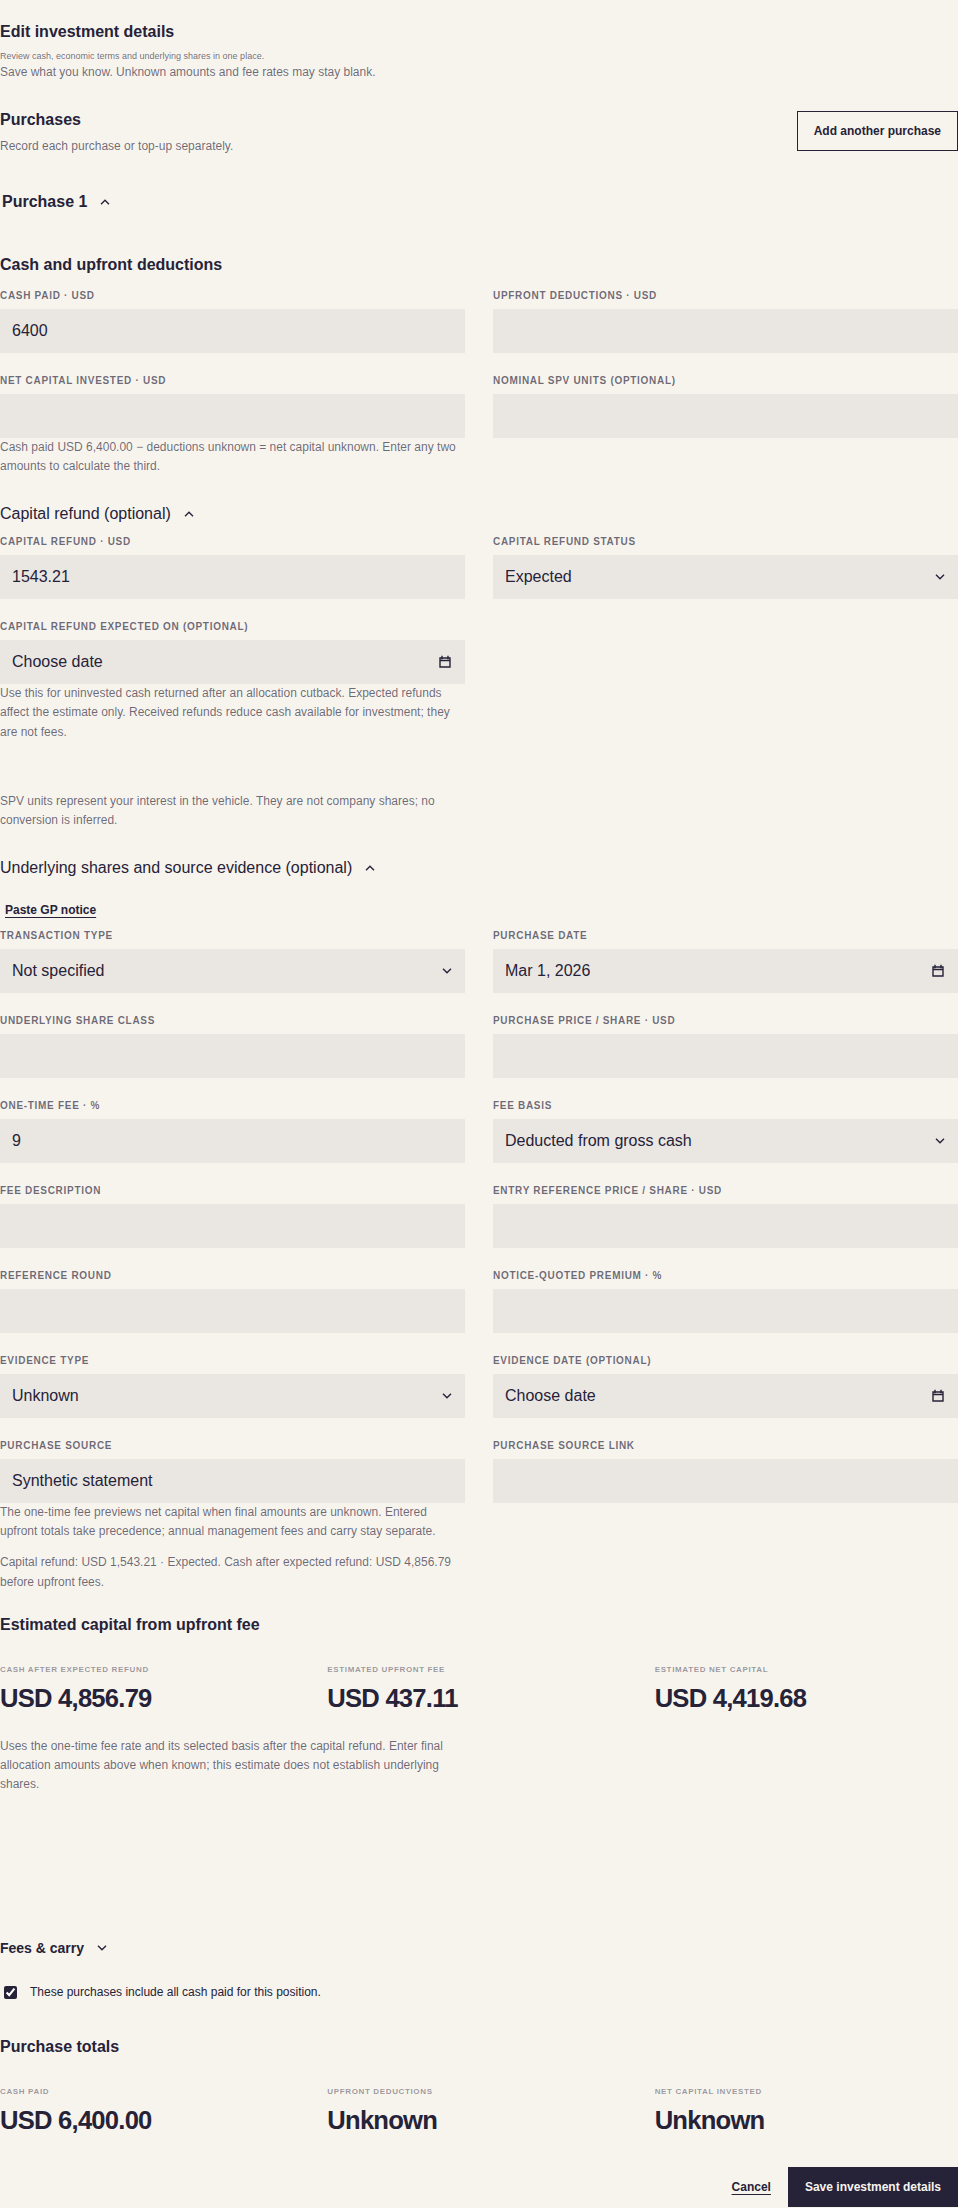 Edit investment details
Review cash, economic terms and underlying shares in one place.
Save what you know. Unknown amounts and fee rates may stay blank.
Purchases
Add another purchase
Record each purchase or top-up separately.
Purchase 1
Cash and upfront deductions
CASH PAID · USD
UPFRONT DEDUCTIONS · USD
6400
NET CAPITAL INVESTED · USD
NOMINAL SPV UNITS (OPTIONAL)
Cash paid USD 6,400.00 − deductions unknown = net capital unknown. Enter any two
amounts to calculate the third.
Capital refund (optional)
CAPITAL REFUND · USD
CAPITAL REFUND STATUS
1543.21
Expected
CAPITAL REFUND EXPECTED ON (OPTIONAL)
Choose date
Use this for uninvested cash returned after an allocation cutback. Expected refunds
affect the estimate only. Received refunds reduce cash available for investment; they
are not fees.
SPV units represent your interest in the vehicle. They are not company shares; no
conversion is inferred.
Underlying shares and source evidence (optional)
Paste GP notice
TRANSACTION TYPE
PURCHASE DATE
Not specified
Mar 1, 2026
UNDERLYING SHARE CLASS
PURCHASE PRICE / SHARE · USD
ONE-TIME FEE · %
FEE BASIS
9
Deducted from gross cash
FEE DESCRIPTION
ENTRY REFERENCE PRICE / SHARE · USD
REFERENCE ROUND
NOTICE-QUOTED PREMIUM · %
EVIDENCE TYPE
EVIDENCE DATE (OPTIONAL)
Unknown
Choose date
PURCHASE SOURCE
PURCHASE SOURCE LINK
Synthetic statement
The one-time fee previews net capital when final amounts are unknown. Entered
upfront totals take precedence; annual management fees and carry stay separate.
Capital refund: USD 1,543.21 · Expected. Cash after expected refund: USD 4,856.79
before upfront fees.
Estimated capital from upfront fee
CASH AFTER EXPECTED REFUND
ESTIMATED UPFRONT FEE
ESTIMATED NET CAPITAL
USD 4,856.79
USD 437.11
USD 4,419.68
Uses the one-time fee rate and its selected basis after the capital refund. Enter final
allocation amounts above when known; this estimate does not establish underlying
shares.
Fees & carry
These purchases include all cash paid for this position.
Purchase totals
CASH PAID
UPFRONT DEDUCTIONS
NET CAPITAL INVESTED
USD 6,400.00
Unknown
Unknown
Cancel
Save investment details